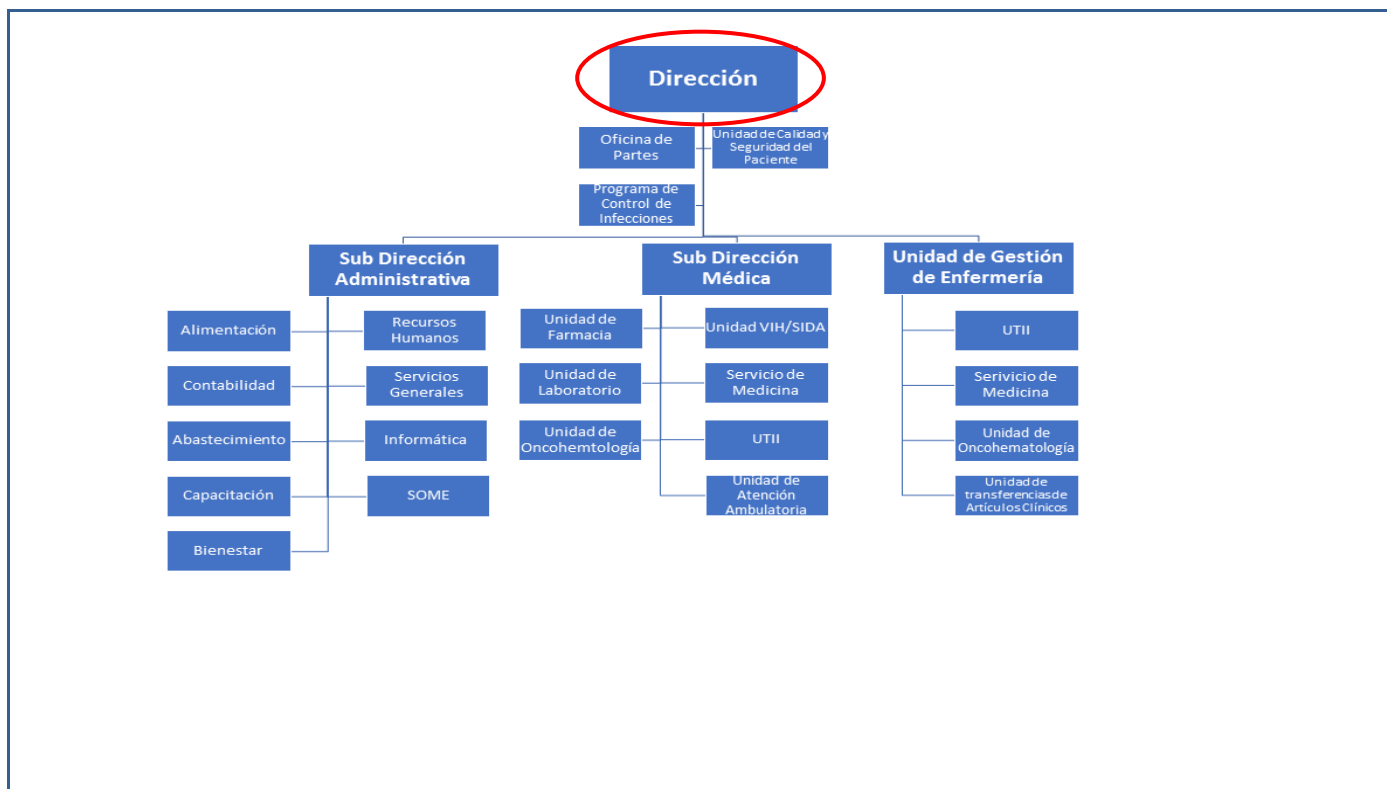 Dirección
Oficina de
Partes
Unidad de Calidad y
Seguridad del
Paciente
Programa de
Control de
Infecciones
Sub Dirección
Administrativa
Sub Dirección
Médica
Unidad de Gestión
de Enfermería
Alimentación
Recursos
Humanos
Contabilidad
Servicios
Generales
Abastecimiento
Informática
Capacitación
SOME
Bienestar
Unidad de
Farmacia
Unidad VIH/SIDA
Unidad de
Laboratorio
Servicio de
Medicina
Unidad de
Oncohemtología
UTII
Unidad de
Atención
Ambulatoria
UTII
Serivicio de
Medicina
Unidad de
Oncohematología
Unidad de
transferencias de
Artículos Clínicos